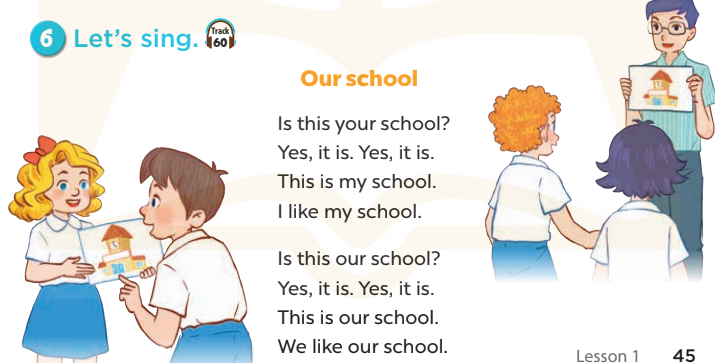 6 Let's sing. Track 60
Our school
Is this your school?
Yes, it is. Yes, it is.
This is my school.
I like my school.
Is this our school?
Yes, it is. Yes, it is.
This is our school.
We like our school.
Lesson 1 45